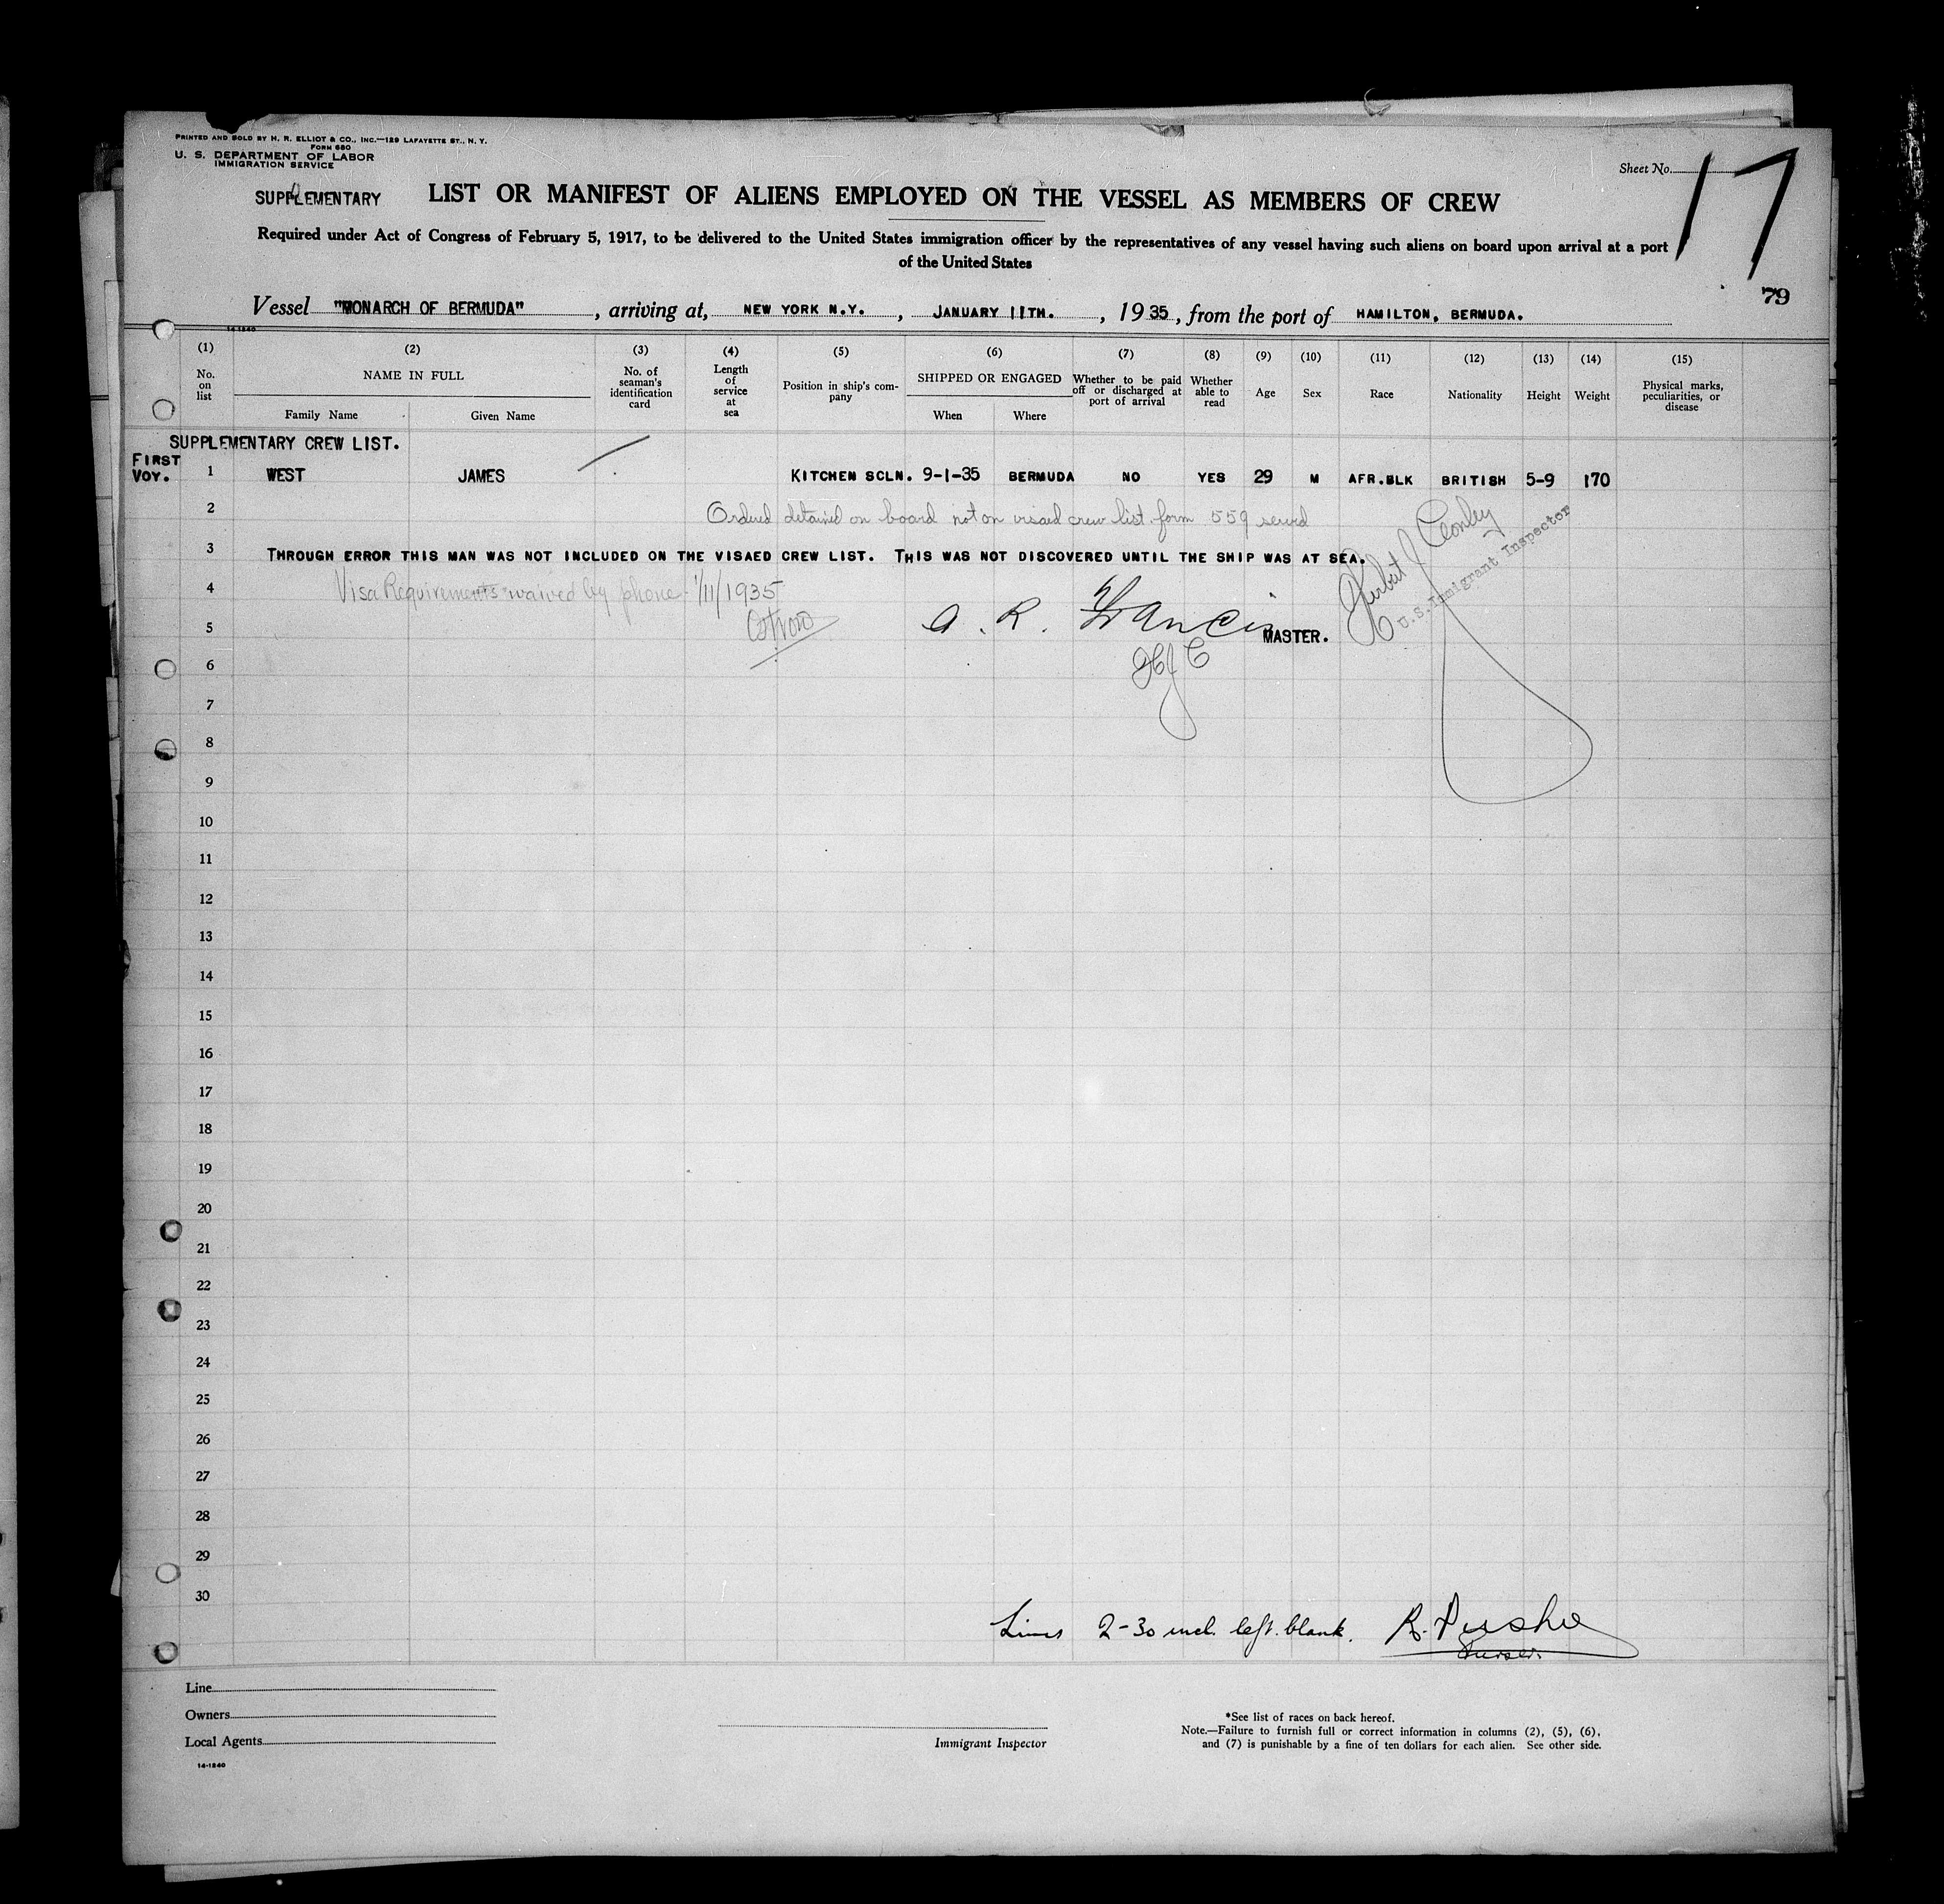 PRINTED AND SOLD BY H. R. ELLIOT & CO., INC.—129 LAFAYETTE ST., N. Y.
FORM 680
U. S. DEPARTMENT OF LABOR
IMMIGRATION SERVICE
Sheet No.
17
SUPPLEMENTARY LIST OR MANIFEST OF ALIENS EMPLOYED ON THE VESSEL AS MEMBERS OF CREW
Required under Act of Congress of February 5, 1917, to be delivered to the United States immigration officer by the representatives of any vessel having such aliens on board upon arrival at a port
of the United States
79
Vessel "MONARCH OF BERMUDA", arriving at, NEW YORK N.Y., JANUARY 11TH., 1935, from the port of HAMILTON, BERMUDA.
14-1240
(1) (2) (3) (4) (5) (6) (7) (8) (9) (10) (11) (12) (13) (14) (15)
No. on list
NAME IN FULL
Family Name Given Name
No. of seaman's identification card
Length of service at sea
Position in ship's company
SHIPPED OR ENGAGED
When Where
Whether to be paid off or discharged at port of arrival
Whether able to read
Age
Sex
Race
Nationality
Height
Weight
Physical marks, peculiarities, or disease
SUPPLEMENTARY CREW LIST.
FIRST VOY. 1 WEST JAMES KITCHEN SCLN. 9-1-35 BERMUDA NO YES 29 M AFR.BLK BRITISH 5-9 170
2 Ordered detained on board not on visaed crew list form 559 served
3 THROUGH ERROR THIS MAN WAS NOT INCLUDED ON THE VISAED CREW LIST. THIS WAS NOT DISCOVERED UNTIL THE SHIP WAS AT SEA.
U.S. Immigrant Inspector
4 Visa Requirements waived by phone 1/11/1935
5 A. R. Francis MASTER.
6 HJC
7
8
9
10
11
12
13
14
15
16
17
18
19
20
21
22
23
24
25
26
27
28
29
30
Lines 2-30 incl. left blank.
Purser.
Line
Owners
Local Agents
14-1240
Immigrant Inspector
*See list of races on back hereof.
Note.—Failure to furnish full or correct information in columns (2), (5), (6),
and (7) is punishable by a fine of ten dollars for each alien. See other side.